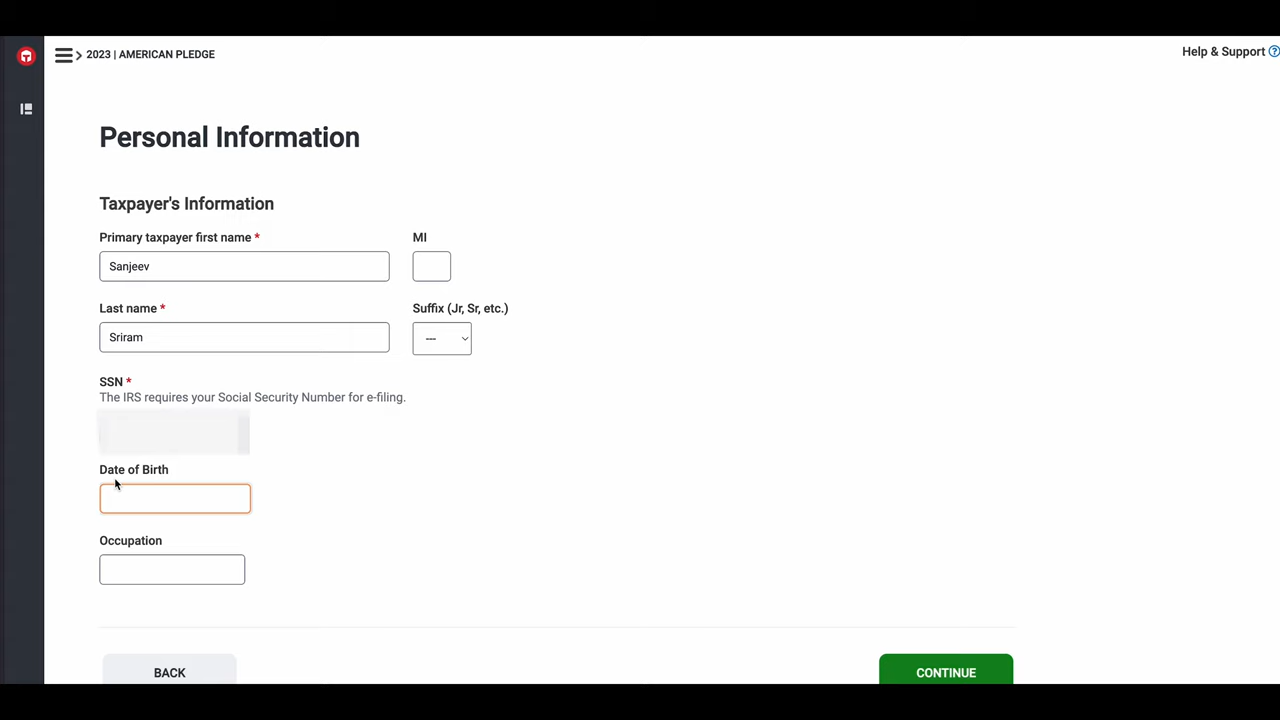 2023 | AMERICAN PLEDGE
Help & Support
Personal Information
Taxpayer's Information
Primary taxpayer first name *
MI
Sanjeev
Last name *
Suffix (Jr, Sr, etc.)
Sriram
---
SSN *
The IRS requires your Social Security Number for e-filing.
Date of Birth
Occupation
BACK
CONTINUE